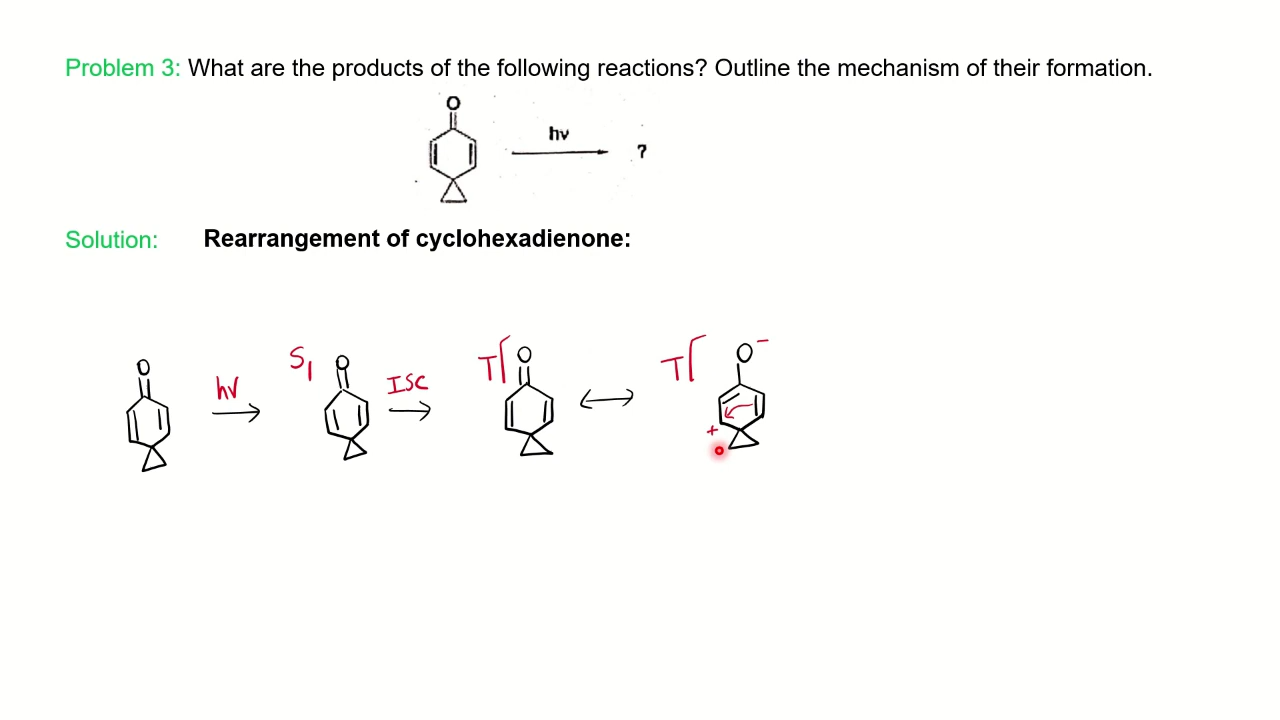 Problem 3: What are the products of the following reactions? Outline the mechanism of their formation.
O
hν
?
Solution: Rearrangement of cyclohexadienone:
O hν S1 O ISC T O T O−
+